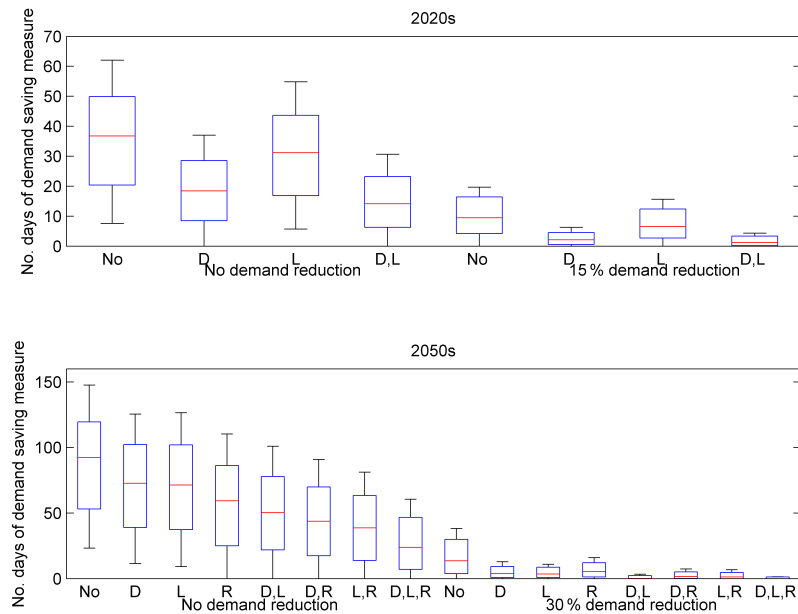 2020s
No. days of demand saving measure
70
60
50
40
30
20
10
0
No D L D,L No D L D,L
No demand reduction 15 % demand reduction
2050s
No. days of demand saving measure
150
100
50
0
No D L R D,L D,R L,R D,L,R No D L R D,L D,R L,R D,L,R
No demand reduction 30 % demand reduction